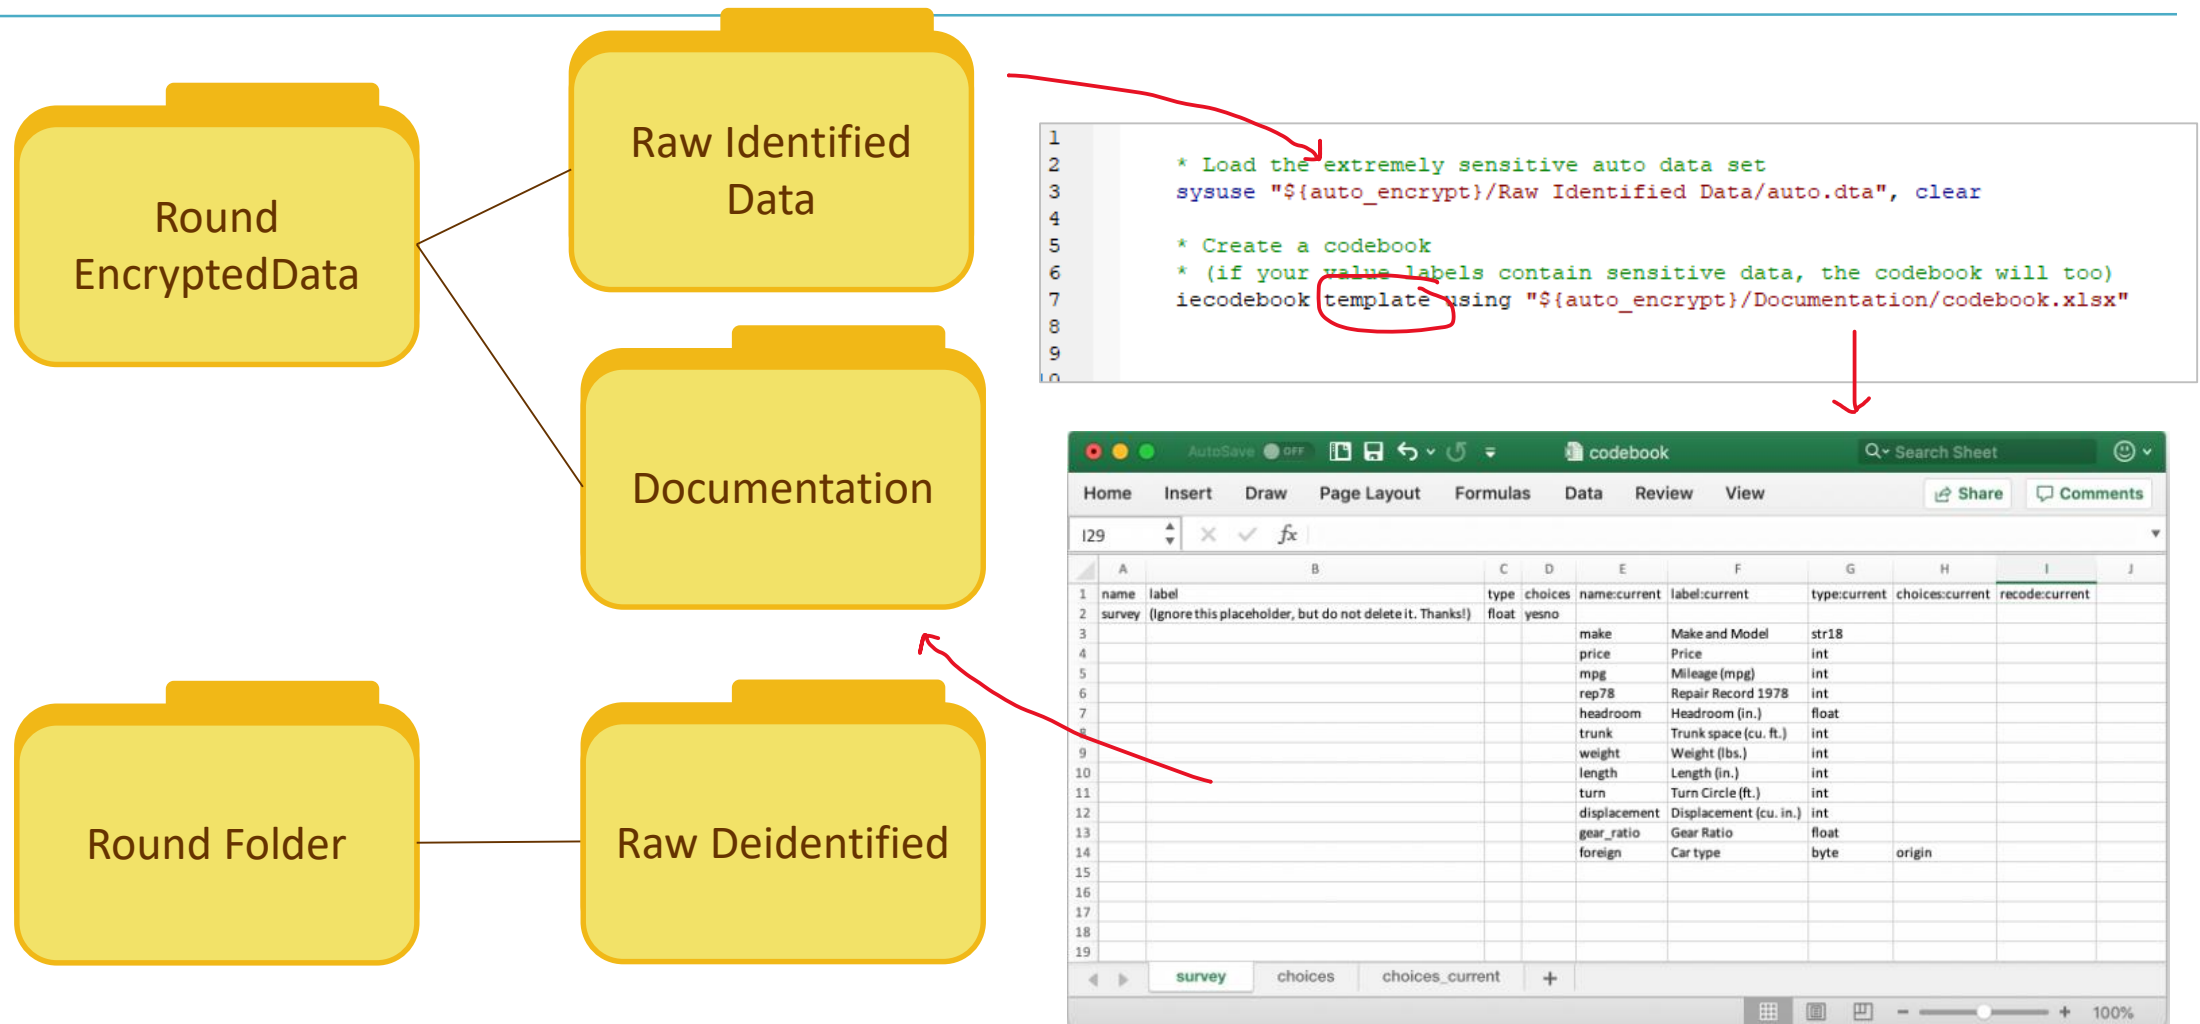 Round
EncryptedData
Raw Identified
Data
Documentation
Round Folder
Raw Deidentified
1
2 * Load the extremely sensitive auto data set
3 sysuse "${auto_encrypt}/Raw Identified Data/auto.dta", clear
4
5 * Create a codebook
6 * (if your value labels contain sensitive data, the codebook will too)
7 iecodebook template using "${auto_encrypt}/Documentation/codebook.xlsx"
8
9
10
AutoSave OFF codebook Search Sheet
Home Insert Draw Page Layout Formulas Data Review View Share Comments
I29 fx
A B C D E F G H I J
1 name label type choices name:current label:current type:current choices:current recode:current
2 survey (Ignore this placeholder, but do not delete it. Thanks!) float yesno
3 make Make and Model str18
4 price Price int
5 mpg Mileage (mpg) int
6 rep78 Repair Record 1978 int
7 headroom Headroom (in.) float
8 trunk Trunk space (cu. ft.) int
9 weight Weight (lbs.) int
10 length Length (in.) int
11 turn Turn Circle (ft.) int
12 displacement Displacement (cu. in.) int
13 gear_ratio Gear Ratio float
14 foreign Car type byte origin
15
16
17
18
19
survey choices choices_current +
100%